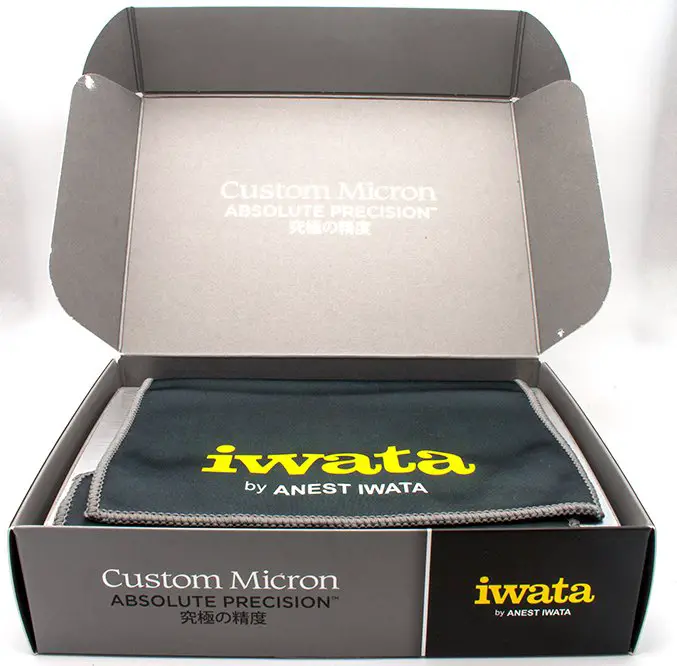 Custom Micron
ABSOLUTE PRECISION™
究極の精度
iwata
by ANEST IWATA
Custom Micron
ABSOLUTE PRECISION™
究極の精度
iwata
by ANEST IWATA